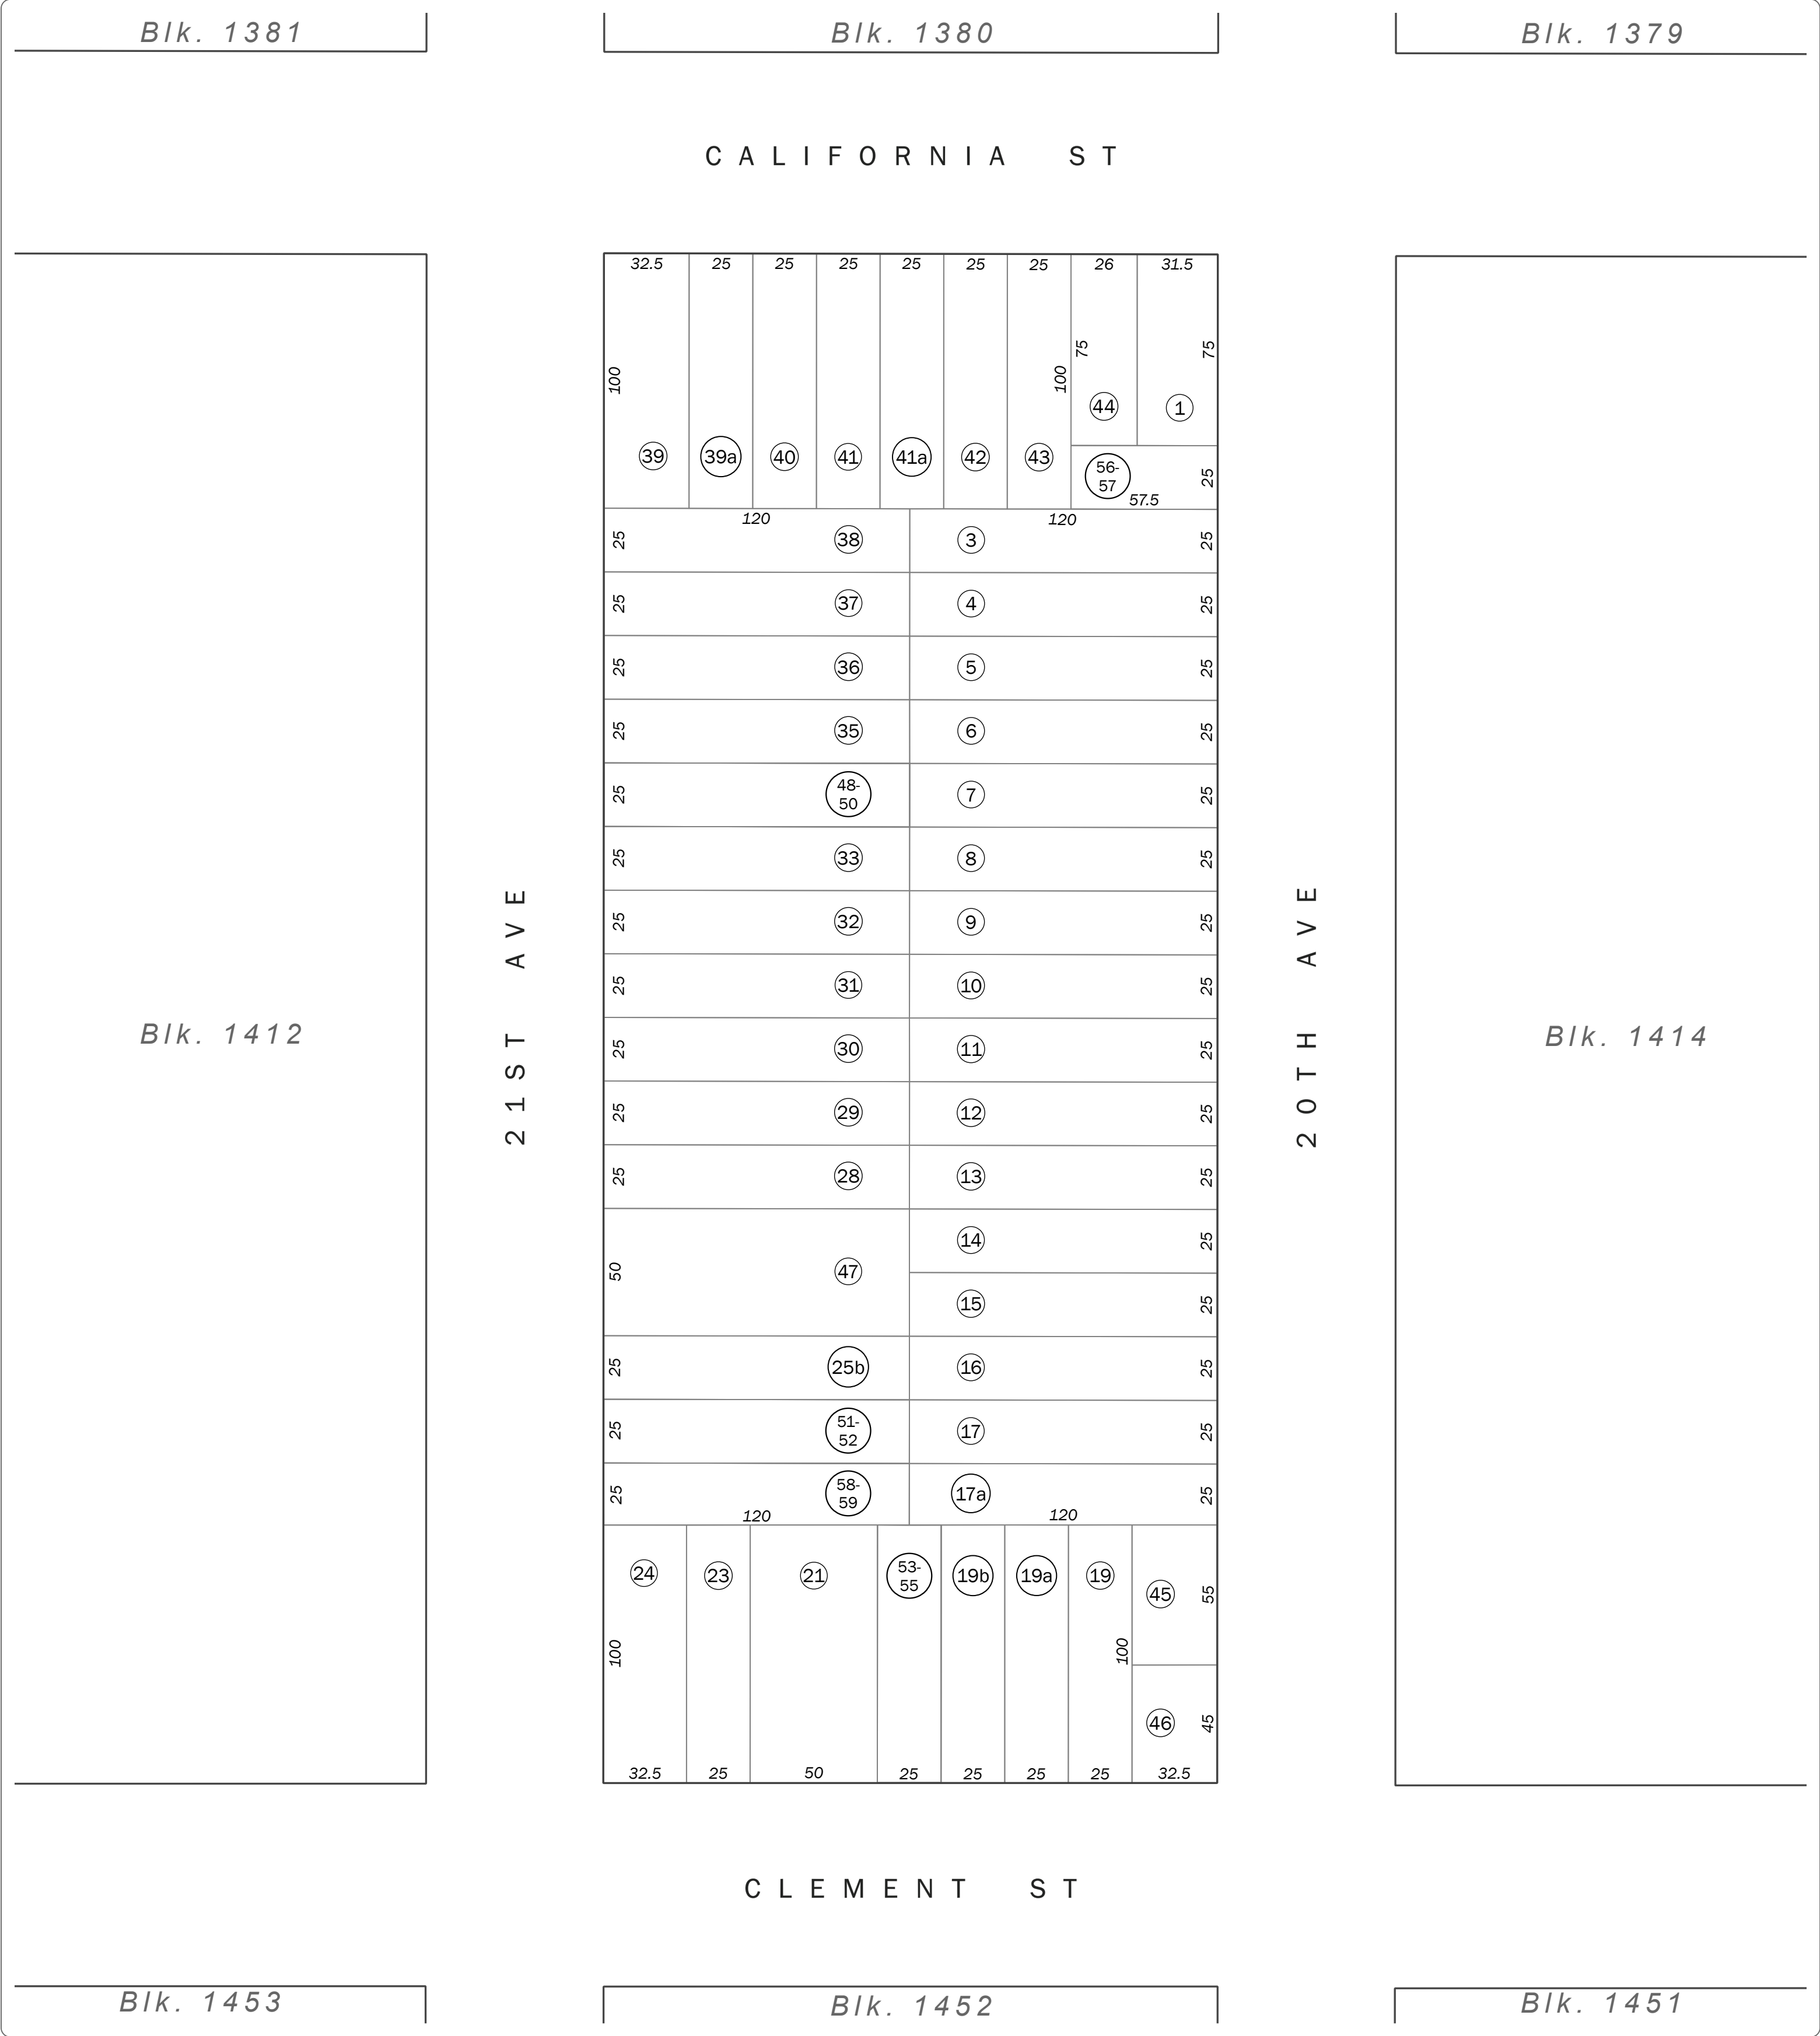 Blk. 1381
Blk. 1380
Blk. 1379
CALIFORNIA ST
32.5 25 25 25 25 25 25 26 31.5
75 75
100 100
44 1
39 39a 40 41 41a 42 43
56-
57
25
57.5
120 120
25 38 3 25
25 37 4 25
25 36 5 25
25 35 6 25
25 48-
50 7 25
25 33 8 25
25 32 9 25
25 31 10 25
25 30 11 25
25 29 12 25
25 28 13 25
14 25
50 47
15 25
25 25b 16 25
25 51-
52 17 25
25 58-
59 17a 25
120 120
24 23 21 53-
55 19b 19a 19
45 55
100 100
46 45
32.5 25 50 25 25 25 25 32.5
21ST AVE
20TH AVE
Blk. 1412
Blk. 1414
CLEMENT ST
Blk. 1453
Blk. 1452
Blk. 1451